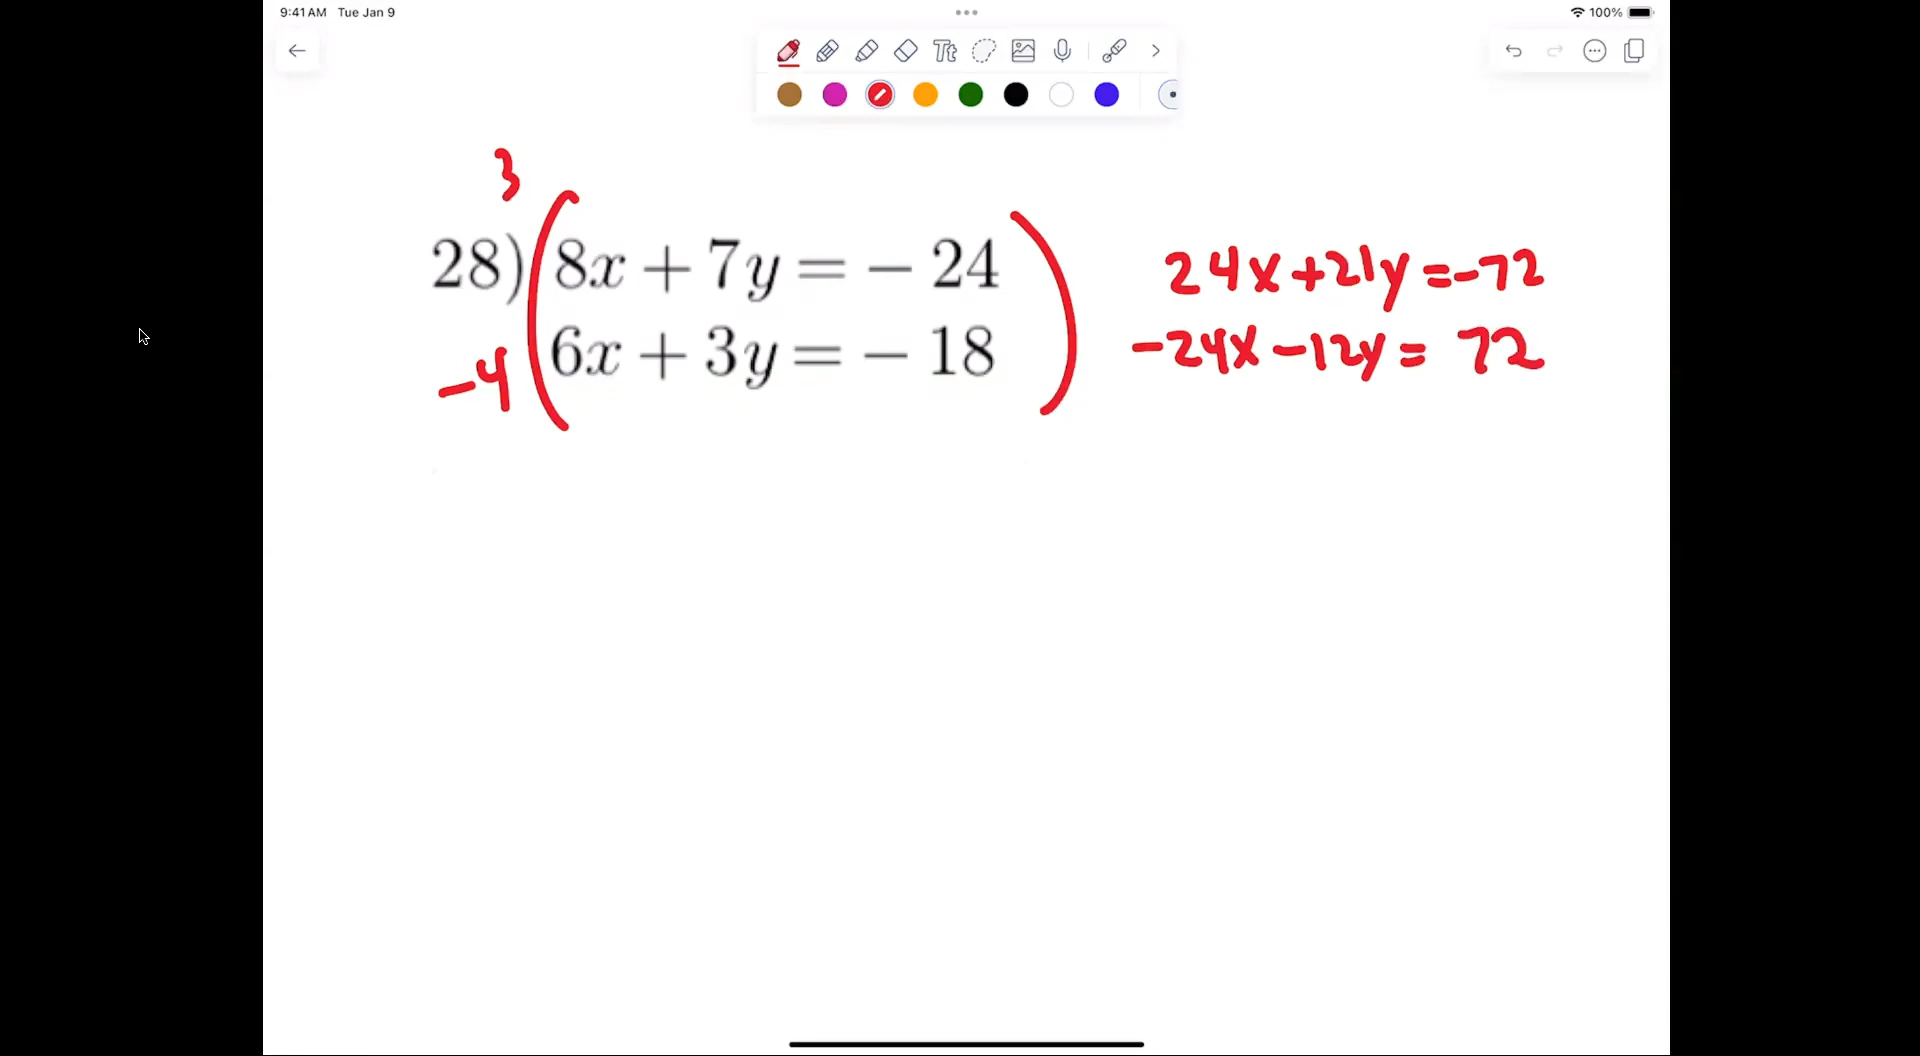 9:41 AM Tue Jan 9
100%
Tt
3
28) 8x + 7y = − 24
24x+21y=-72
6x + 3y = − 18
-24x-12y= 72
-4